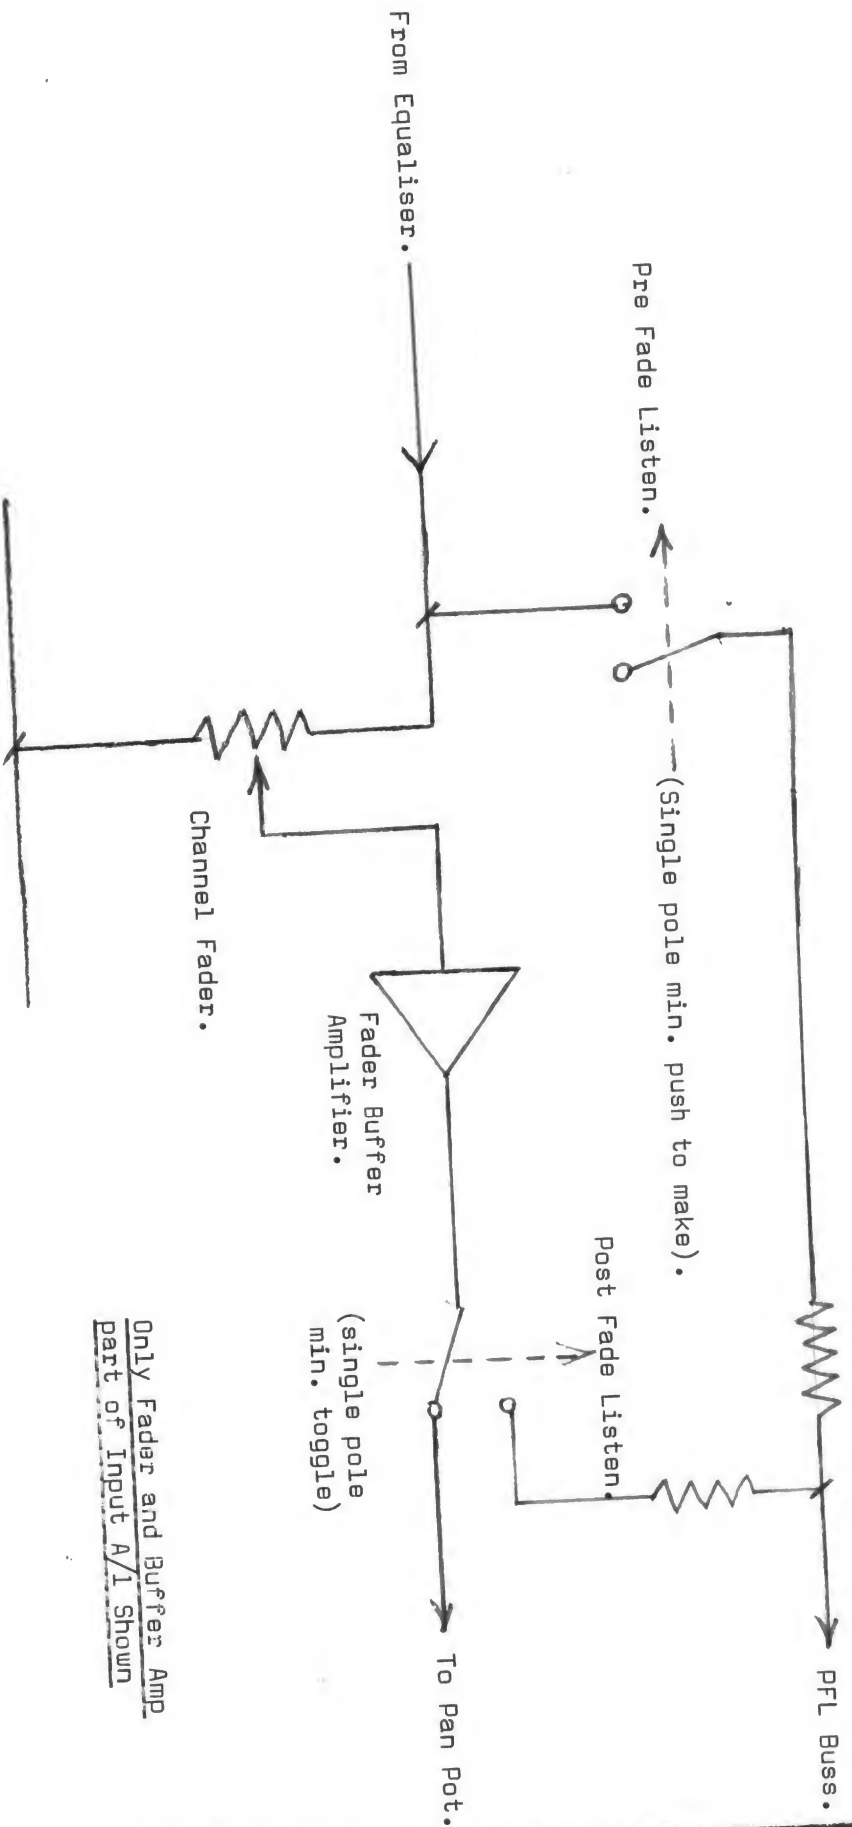 PFL Buss.
Pre Fade Listen.
(Single pole min. push to make).
Post Fade Listen.
To Pan Pot.
From Equaliser.
Fader Buffer
Amplifier.
(single pole
min. toggle)
Channel Fader.
Only Fader and Buffer Amp
part of Input A/1 Shown